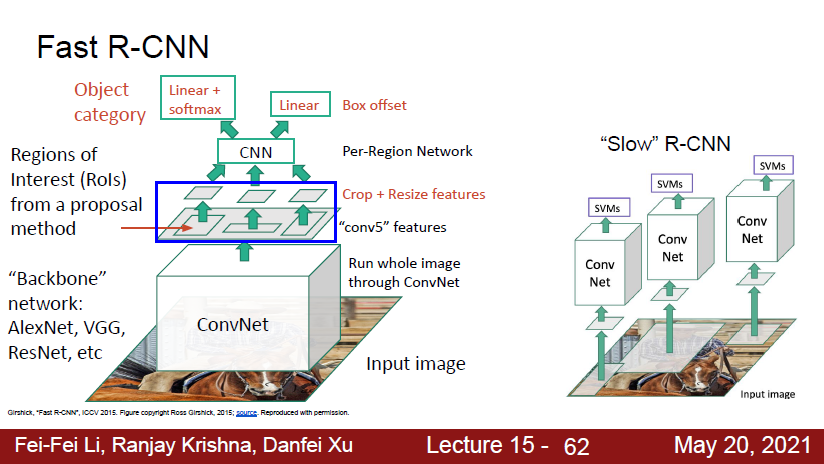 Fast R-CNN
Object
category
Linear +
softmax
Linear
Box offset
CNN
Per-Region Network
Regions of
Interest (RoIs)
from a proposal
method
Crop + Resize features
“conv5” features
“Backbone”
network:
AlexNet, VGG,
ResNet, etc
Run whole image
through ConvNet
ConvNet
Input image
“Slow” R-CNN
SVMs
SVMs
SVMs
Conv
Net
Conv
Net
Conv
Net
Input image
Girshick, “Fast R-CNN”, ICCV 2015. Figure copyright Ross Girshick, 2015; source. Reproduced with permission.
Fei-Fei Li, Ranjay Krishna, Danfei Xu
Lecture 15 - 62
May 20, 2021